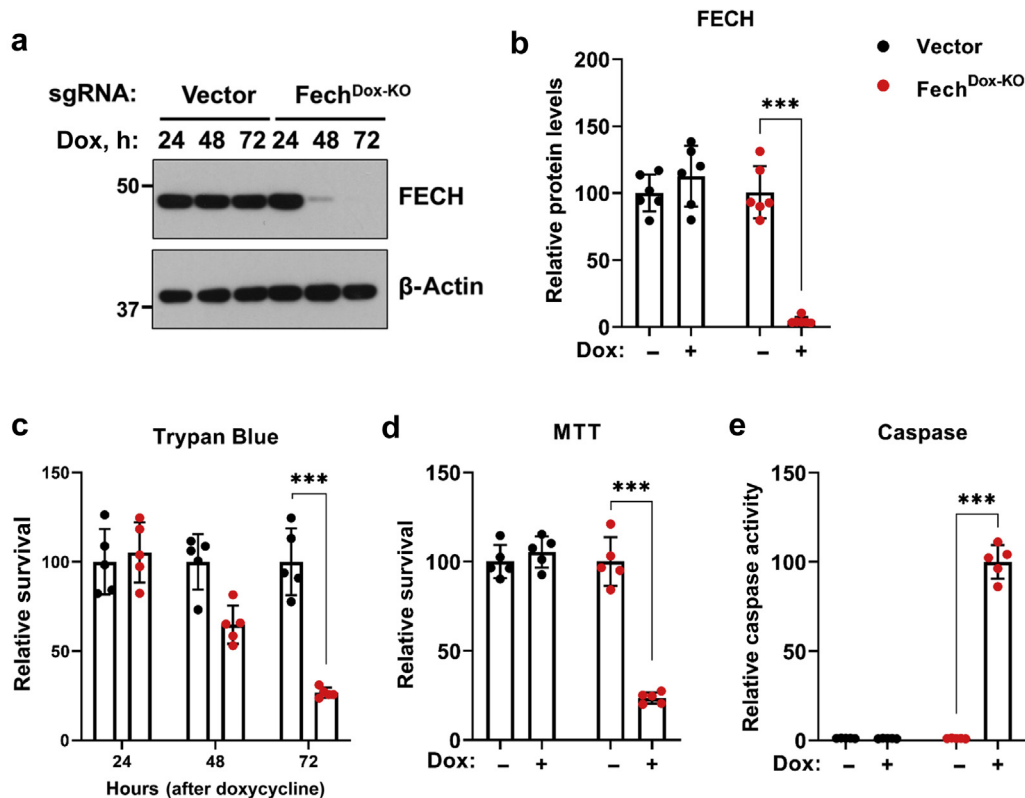 a
sgRNA: Vector Fech^Dox-KO
Dox, h: 24 48 72 24 48 72
50
FECH
β-Actin
37
b
FECH
Vector
Fech^Dox-KO
Relative protein levels
200
150
100
50
0
***
Dox: – + – +
c
Trypan Blue
Relative survival
150
100
50
0
***
24 48 72
Hours (after doxycycline)
d
MTT
Relative survival
150
100
50
0
***
Dox: – + – +
e
Caspase
Relative caspase activity
150
100
50
0
***
Dox: – + – +